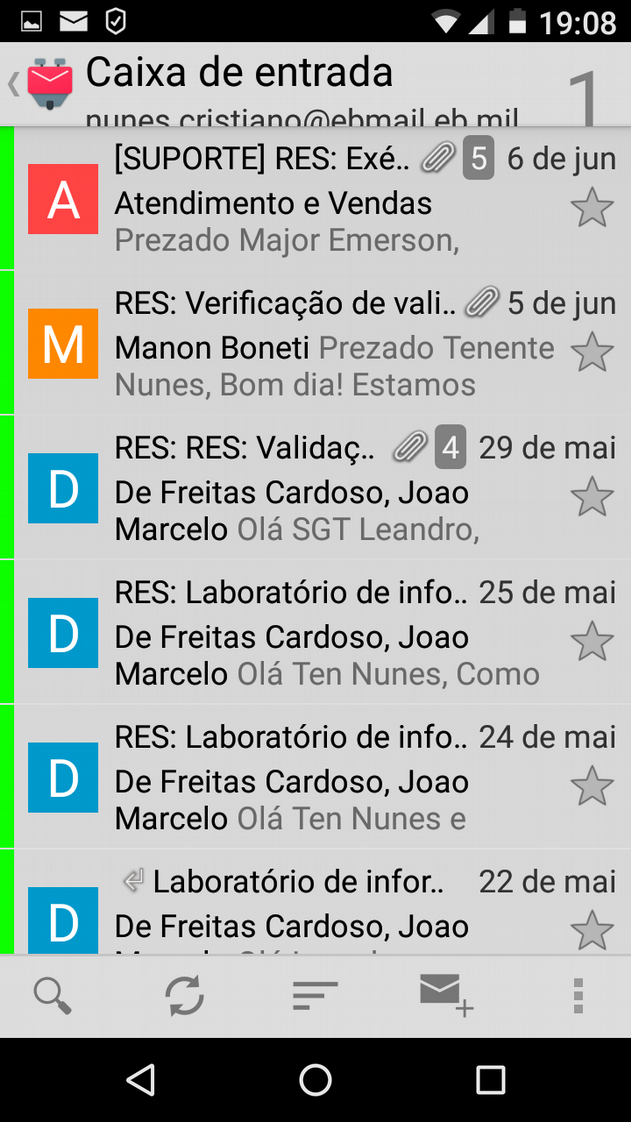 19:08
Caixa de entrada
1
nunes.cristiano@ebmail.eb.mil
[SUPORTE] RES: Exé.. 5 6 de jun
A
Atendimento e Vendas
Prezado Major Emerson,
RES: Verificação de vali.. 5 de jun
M
Manon Boneti Prezado Tenente
Nunes, Bom dia! Estamos
RES: RES: Validaç.. 4 29 de mai
D
De Freitas Cardoso, Joao
Marcelo Olá SGT Leandro,
RES: Laboratório de info.. 25 de mai
D
De Freitas Cardoso, Joao
Marcelo Olá Ten Nunes, Como
RES: Laboratório de info.. 24 de mai
D
De Freitas Cardoso, Joao
Marcelo Olá Ten Nunes e
Laboratório de infor.. 22 de mai
D
De Freitas Cardoso, Joao